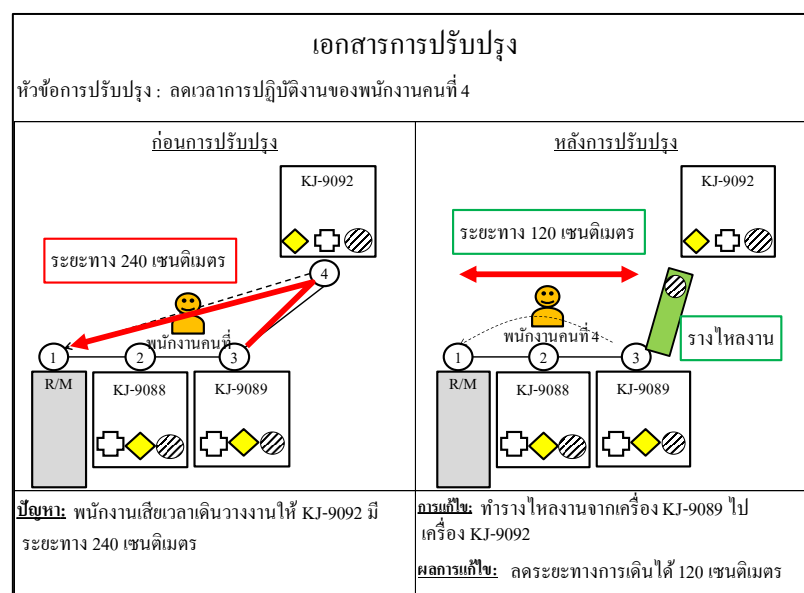 เอกสารการปรับปรุง
หัวข้อการปรับปรุง : ลดเวลาการปฏิบัติงานของพนักงานคนที่ 4
ก่อนการปรับปรุง
KJ-9092
ระยะทาง 240 เซนติเมตร
4
พนักงานคนที่
1
2
3
R/M
KJ-9088
KJ-9089
ปัญหา: พนักงานเสียเวลาเดินวางงานให้ KJ-9092 มี
ระยะทาง 240 เซนติเมตร
หลังการปรับปรุง
KJ-9092
ระยะทาง 120 เซนติเมตร
พนักงานคนที่ 4
รางไหลงาน
1
2
3
R/M
KJ-9088
KJ-9089
การแก้ไข: ทำรางไหลงานจากเครื่อง KJ-9089 ไป
เครื่อง KJ-9092
ผลการแก้ไข: ลดระยะทางการเดินได้ 120 เซนติเมตร